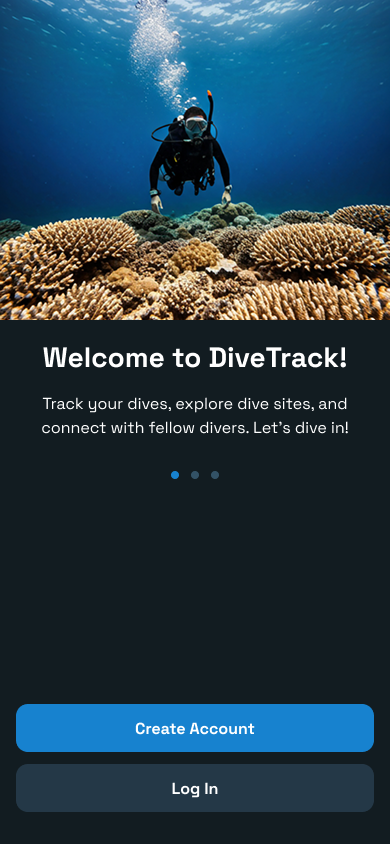 Welcome to DiveTrack!
Track your dives, explore dive sites, and
connect with fellow divers. Let's dive in!
Create Account
Log In